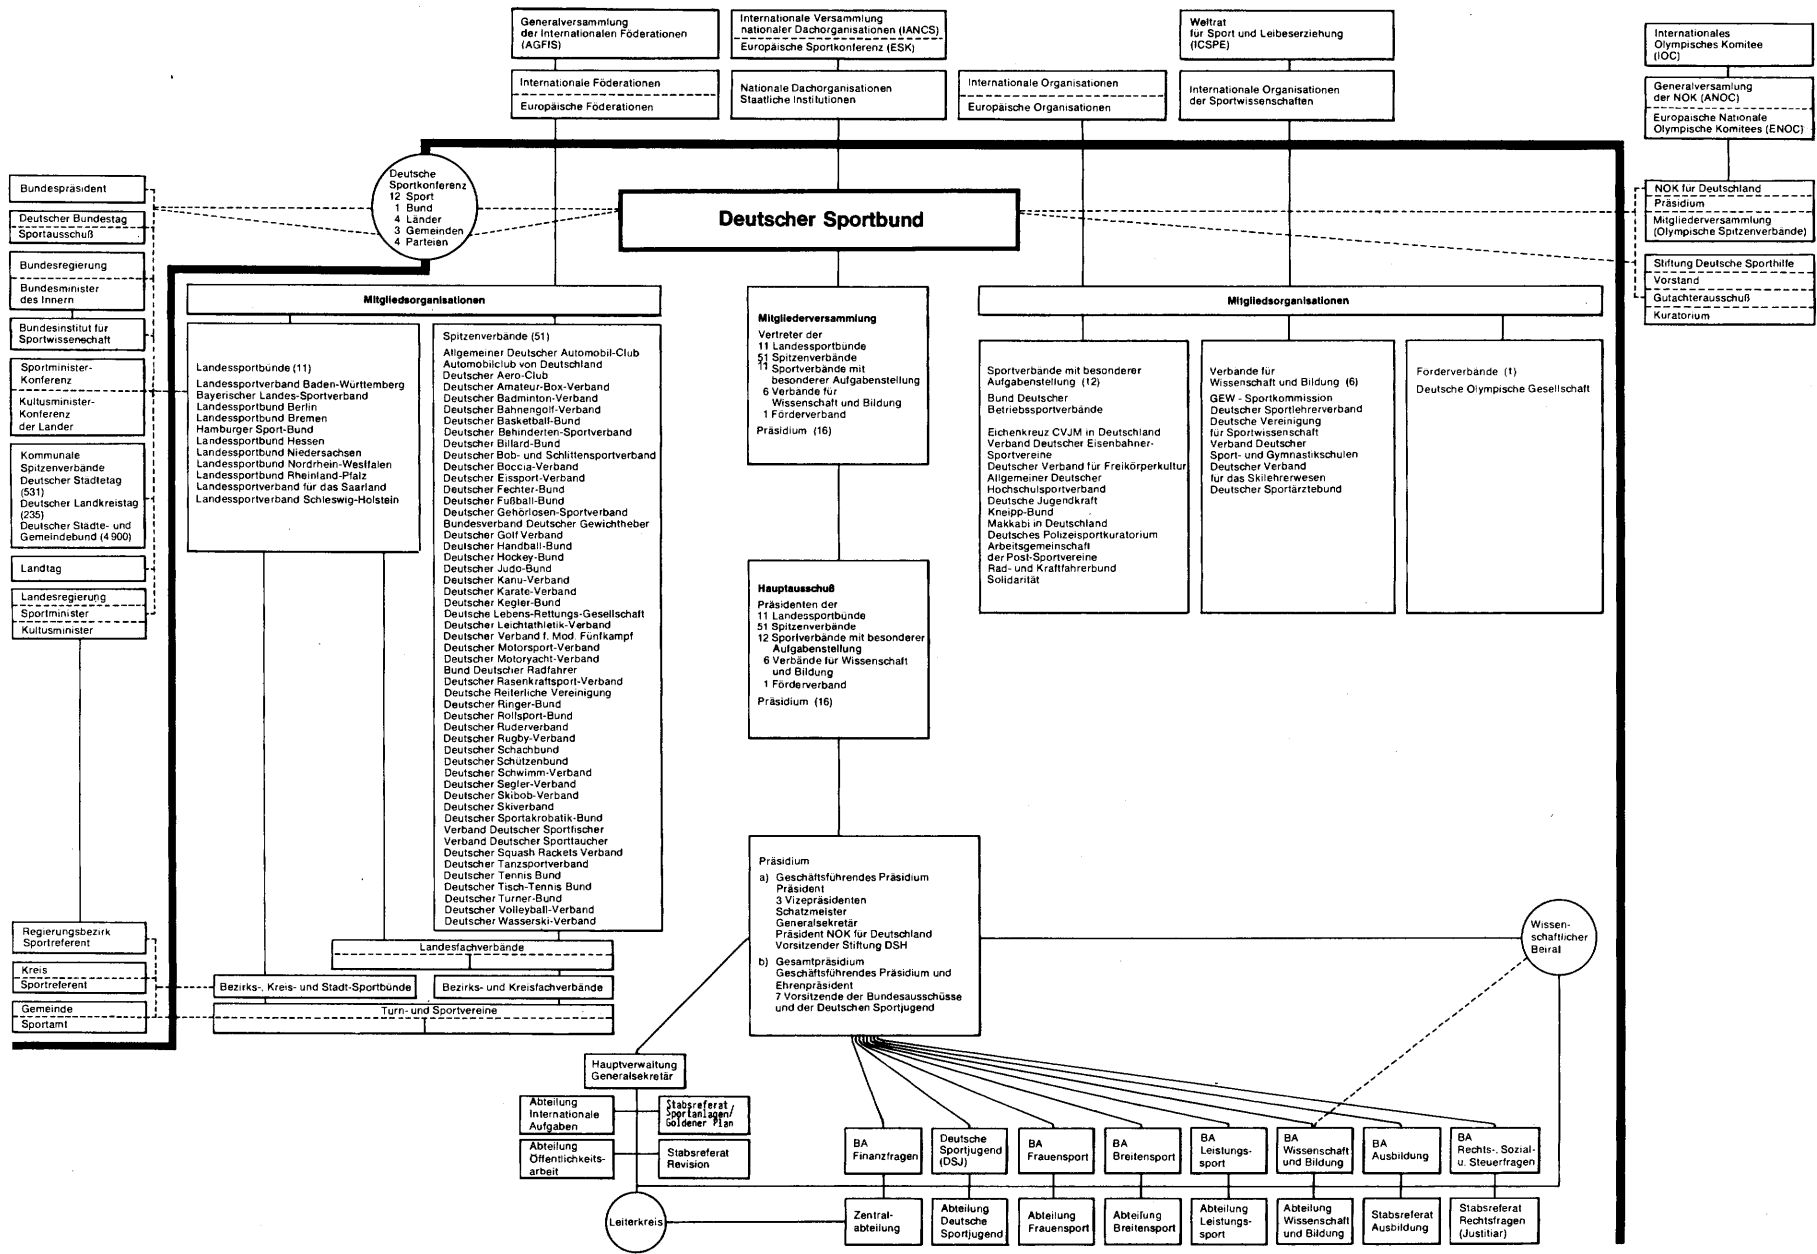 Generalversammlung
der Internationalen Föderationen
(AGFIS)
Internationale Föderationen
Europäische Föderationen
Internationale Versammlung
nationaler Dachorganisationen (IANCS)
Europäische Sportkonferenz (ESK)
Nationale Dachorganisationen
Staatliche Institutionen
Internationale Organisationen
Europäische Organisationen
Weltrat
für Sport und Leibeserziehung
(ICSPE)
Internationale Organisationen
der Sportwissenschaften
Internationales
Olympisches Komitee
(IOC)
Generalversamlung
der NOK (ANOC)
Europäische Nationale
Olympische Komitees (ENOC)
NOK für Deutschland
Präsidium
Mitgliederversammlung
(Olympische Spitzenverbände)
Stiftung Deutsche Sporthilfe
Vorstand
Gutachterausschuß
Kuratorium
Deutsche
Sportkonferenz
12 Sport
1 Bund
4 Länder
3 Gemeinden
4 Parteien
Deutscher Sportbund
Bundespräsident
Deutscher Bundestag
Sportausschuß
Bundesregierung
Bundesminister
des Innern
Bundesinstitut für
Sportwissenschaft
Sportminister-
Konferenz
Kultusminister-
Konferenz
der Länder
Kommunale
Spitzenverbände
Deutscher Städtetag
(531)
Deutscher Landkreistag
(235)
Deutscher Städte- und
Gemeindebund (4900)
Landtag
Landesregierung
Sportminister
Kultusminister
Regierungsbezirk
Sportreferent
Kreis
Sportreferent
Gemeinde
Sportamt
Mitgliedsorganisationen
Landessportbünde (11)
Landessportverband Baden-Württemberg
Bayerischer Landes-Sportverband
Landessportbund Berlin
Landessportbund Bremen
Hamburger Sport-Bund
Landessportbund Hessen
Landessportbund Niedersachsen
Landessportbund Nordrhein-Westfalen
Landessportbund Rheinland-Pfalz
Landessportverband für das Saarland
Landessportverband Schleswig-Holstein
Spitzenverbände (51)
Allgemeiner Deutscher Automobil-Club
Automobilclub von Deutschland
Deutscher Aero-Club
Deutscher Amateur-Box-Verband
Deutscher Badminton-Verband
Deutscher Bahnengolf-Verband
Deutscher Basketball-Bund
Deutscher Behinderten-Sportverband
Deutscher Billard-Bund
Deutscher Bob- und Schlittensportverband
Deutscher Boccia-Verband
Deutscher Eissport-Verband
Deutscher Fechter-Bund
Deutscher Fußball-Bund
Deutscher Gehörlosen-Sportverband
Bundesverband Deutscher Gewichtheber
Deutscher Golf Verband
Deutscher Handball-Bund
Deutscher Hockey-Bund
Deutscher Judo-Bund
Deutscher Kanu-Verband
Deutscher Karate-Verband
Deutscher Kegler-Bund
Deutsche Lebens-Rettungs-Gesellschaft
Deutscher Leichtathletik-Verband
Deutscher Verband f. Mod. Fünfkampf
Deutscher Motorsport-Verband
Deutscher Motoryacht-Verband
Bund Deutscher Radfahrer
Deutscher Rasenkraftsport-Verband
Deutsche Reiterliche Vereinigung
Deutscher Ringer-Bund
Deutscher Rollsport-Bund
Deutscher Ruderverband
Deutscher Rugby-Verband
Deutscher Schachbund
Deutscher Schützenbund
Deutscher Schwimm-Verband
Deutscher Segler-Verband
Deutscher Skibob-Verband
Deutscher Skiverband
Deutscher Sportakrobatik-Bund
Verband Deutscher Sportfischer
Verband Deutscher Sporttaucher
Deutscher Squash Rackets Verband
Deutscher Tanzsportverband
Deutscher Tennis Bund
Deutscher Tisch-Tennis Bund
Deutscher Turner-Bund
Deutscher Volleyball-Verband
Deutscher Wasserski-Verband
Landesfachverbände
Bezirks-, Kreis- und Stadt-Sportbünde
Bezirks- und Kreisfachverbände
Turn- und Sportvereine
Mitgliederversammlung
Vertreter der
11 Landessportbünde
51 Spitzenverbände
11 Sportverbände mit
besonderer Aufgabenstellung
6 Verbände für
Wissenschaft und Bildung
1 Förderverband
Präsidium (16)
Hauptausschuß
Präsidenten der
11 Landessportbünde
51 Spitzenverbände
12 Sportverbände mit besonderer
Aufgabenstellung
6 Verbände für Wissenschaft
und Bildung
1 Förderverband
Präsidium (16)
Mitgliedsorganisationen
Sportverbände mit besonderer
Aufgabenstellung (12)
Bund Deutscher
Betriebssportverbände
Eichenkreuz CVJM in Deutschland
Verband Deutscher Eisenbahner-
Sportvereine
Deutscher Verband für Freikörperkultur
Allgemeiner Deutscher
Hochschulsportverband
Deutsche Jugendkraft
Kneipp-Bund
Makkabi in Deutschland
Deutsches Polizeisportkuratorium
Arbeitsgemeinschaft
der Post-Sportvereine
Rad- und Kraftfahrerbund
Solidarität
Verbände für
Wissenschaft und Bildung (6)
GEW - Sportkommission
Deutscher Sportlehrerverband
Deutsche Vereinigung
für Sportwissenschaft
Verband Deutscher
Sport- und Gymnastikschulen
Deutscher Verband
für das Skilehrerwesen
Deutscher Sportärztebund
Förderverbände (1)
Deutsche Olympische Gesellschaft
Präsidium
a) Geschäftsführendes Präsidium
Präsident
3 Vizepräsidenten
Schatzmeister
Generalsekretär
Präsident NOK für Deutschland
Vorsitzender Stiftung DSH
b) Gesamtpräsidium
Geschäftsführendes Präsidium und
Ehrenpräsident
7 Vorsitzende der Bundesausschüsse
und der Deutschen Sportjugend
Wissen-
schaftlicher
Beirat
Hauptverwaltung
Generalsekretär
Abteilung
Internationale
Aufgaben
Stabsreferat
Sportanlagen/
Goldener Plan
Abteilung
Öffentlichkeits-
arbeit
Stabsreferat
Revision
Leiterkreis
BA
Finanzfragen
Deutsche
Sportjugend
(DSJ)
BA
Frauensport
BA
Breitensport
BA
Leistungs-
sport
BA
Wissenschaft
und Bildung
BA
Ausbildung
BA
Rechts-, Sozial-
u. Steuerfragen
Zentral-
abteilung
Abteilung
Deutsche
Sportjugend
Abteilung
Frauensport
Abteilung
Breitensport
Abteilung
Leistungs-
sport
Abteilung
Wissenschaft
und Bildung
Stabsreferat
Ausbildung
Stabsreferat
Rechtsfragen
(Justitiar)